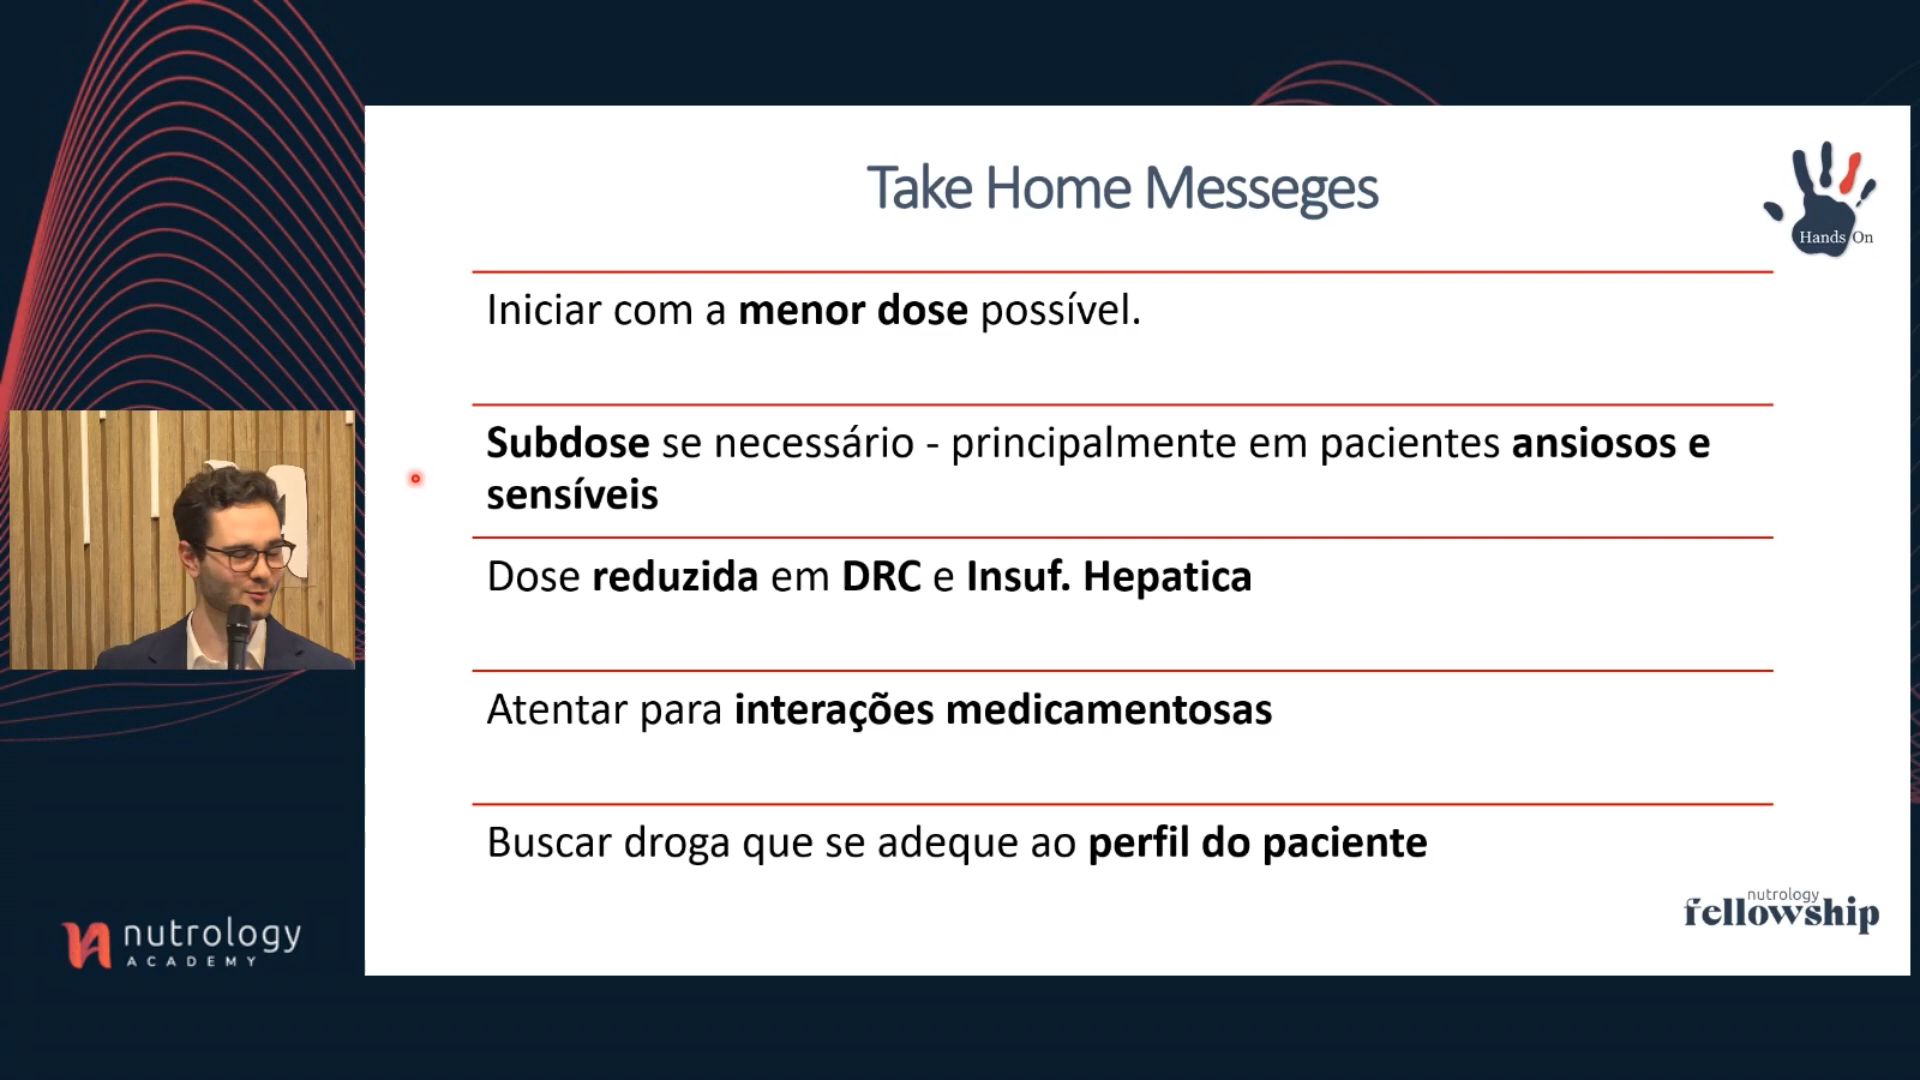 Take Home Messeges
Hands On
Iniciar com a menor dose possível.
Subdose se necessário - principalmente em pacientes ansiosos e
sensíveis
Dose reduzida em DRC e Insuf. Hepatica
Atentar para interações medicamentosas
Buscar droga que se adeque ao perfil do paciente
nutrology
fellowship
nutrology
ACADEMY